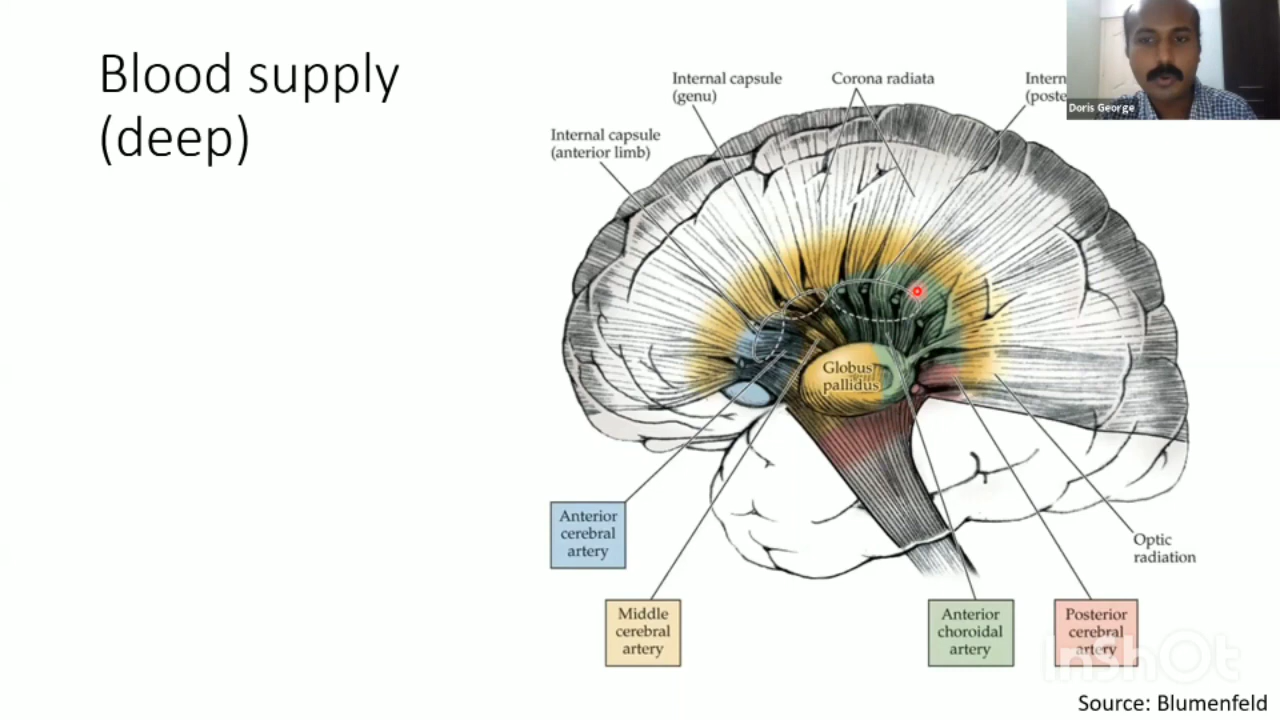 Blood supply
(deep)
Internal capsule
(genu)
Corona radiata
Intern
(poste
Doris George
Internal capsule
(anterior limb)
Globus
pallidus
Anterior
cerebral
artery
Optic
radiation
Middle
cerebral
artery
Anterior
choroidal
artery
Posterior
cerebral
artery
InShOt
Source: Blumenfeld